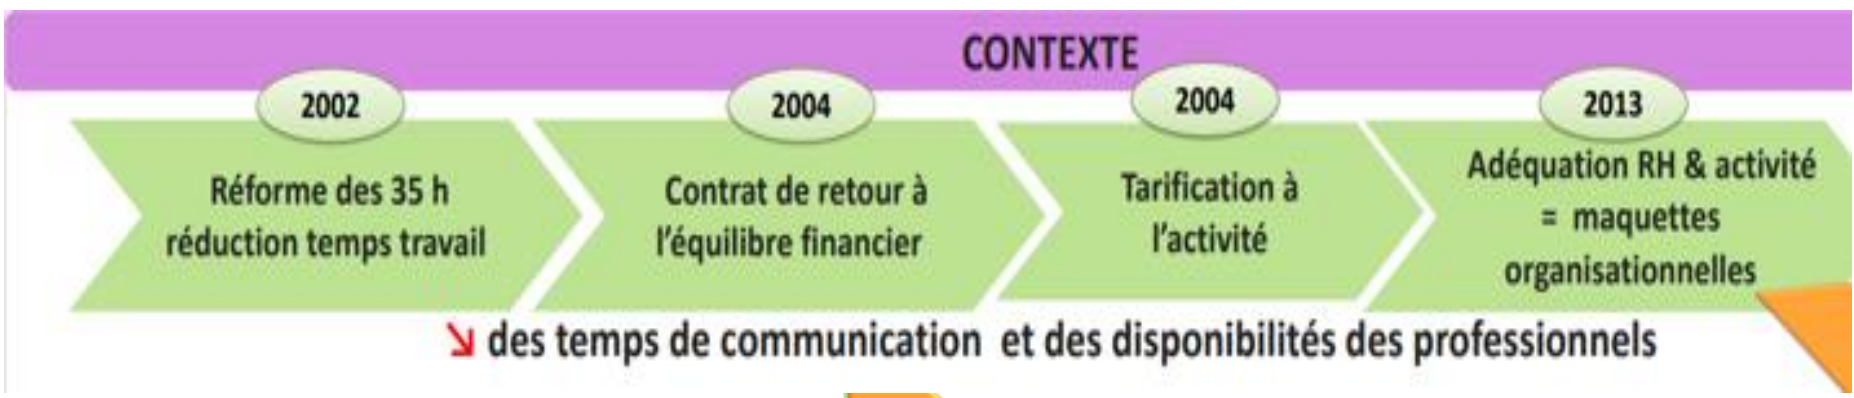 CONTEXTE
2002
Réforme des 35 h
réduction temps travail
2004
Contrat de retour à
l'équilibre financier
2004
Tarification à
l'activité
2013
Adéquation RH & activité
= maquettes
organisationnelles
↘ des temps de communication et des disponibilités des professionnels